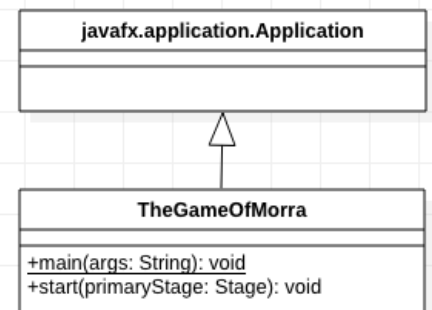 javafx.application.Application
TheGameOfMorra
+main(args: String): void
+start(primaryStage: Stage): void